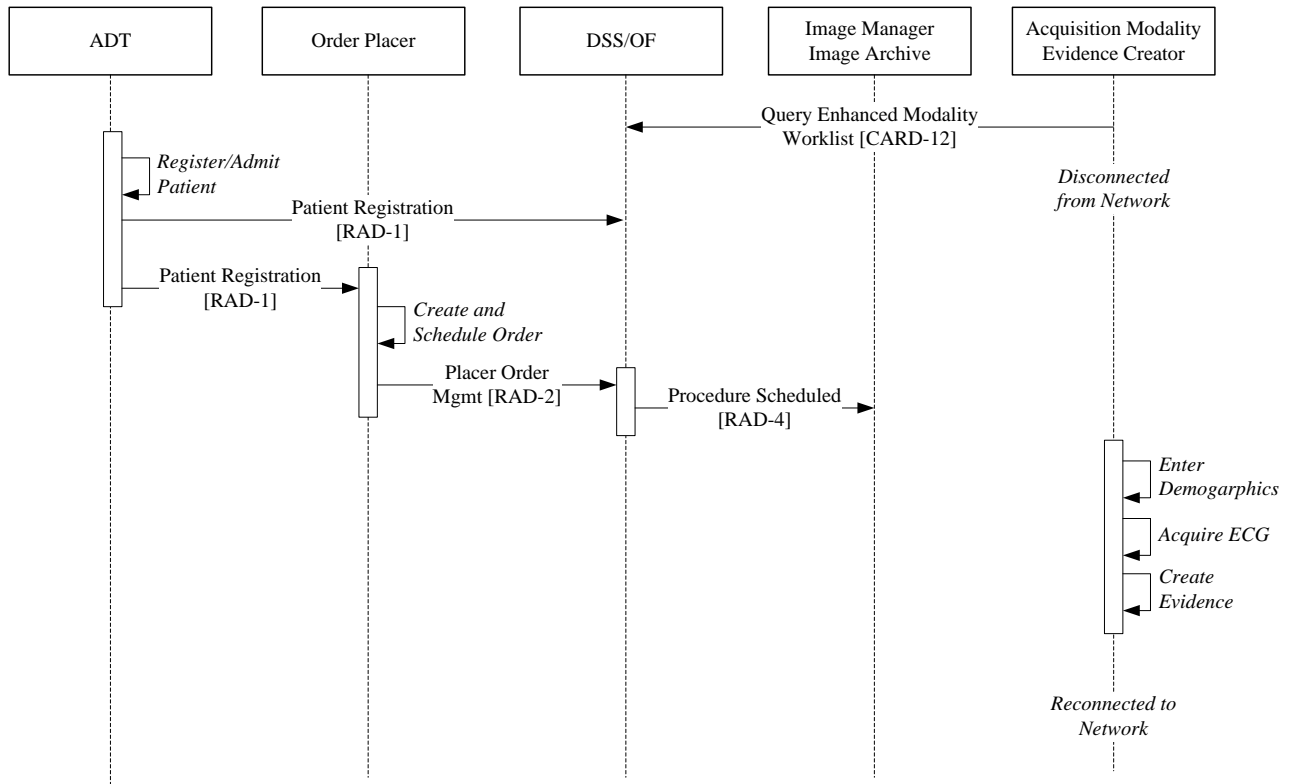 ADT
Order Placer
DSS/OF
Image Manager
Image Archive
Acquisition Modality
Evidence Creator
Query Enhanced Modality
Worklist [CARD-12]
Register/Admit
Patient
Disconnected
from Network
Patient Registration
[RAD-1]
Patient Registration
[RAD-1]
Create and
Schedule Order
Placer Order
Mgmt [RAD-2]
Procedure Scheduled
[RAD-4]
Enter
Demogarphics
Acquire ECG
Create
Evidence
Reconnected to
Network